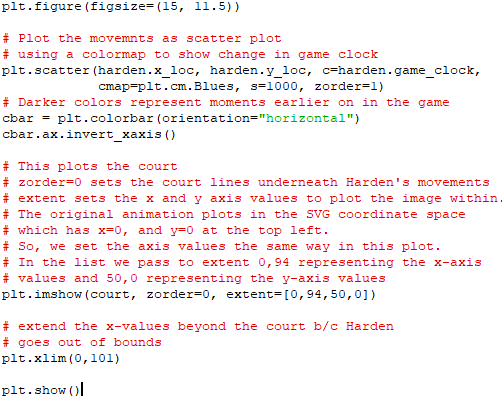 plt.figure(figsize=(15, 11.5))

# Plot the movemnts as scatter plot
# using a colormap to show change in game clock
plt.scatter(harden.x_loc, harden.y_loc, c=harden.game_clock,
            cmap=plt.cm.Blues, s=1000, zorder=1)
# Darker colors represent moments earlier on in the game
cbar = plt.colorbar(orientation="horizontal")
cbar.ax.invert_xaxis()

# This plots the court
# zorder=0 sets the court lines underneath Harden's movements
# extent sets the x and y axis values to plot the image within.
# The original animation plots in the SVG coordinate space
# which has x=0, and y=0 at the top left.
# So, we set the axis values the same way in this plot.
# In the list we pass to extent 0,94 representing the x-axis
# values and 50,0 representing the y-axis values
plt.imshow(court, zorder=0, extent=[0,94,50,0])

# extend the x-values beyond the court b/c Harden
# goes out of bounds
plt.xlim(0,101)

plt.show()